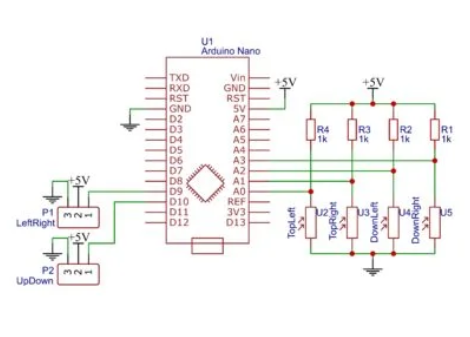 U1
Arduino Nano
TXD
RXD
RST
GND
D2
D3
D4
D5
D6
D7
D8
D9
D10
D11
D12
Vin
GND
RST
5V
A7
A6
A5
A4
A3
A2
A1
A0
REF
3V3
D13
+5V
+5V
R4
1k
R3
1k
R2
1k
R1
1k
U2
TopLeft
U3
TopRight
U4
DownLeft
U5
DownRight
+5V
P1
LeftRight
3 2 1
+5V
P2
UpDown
3 2 1